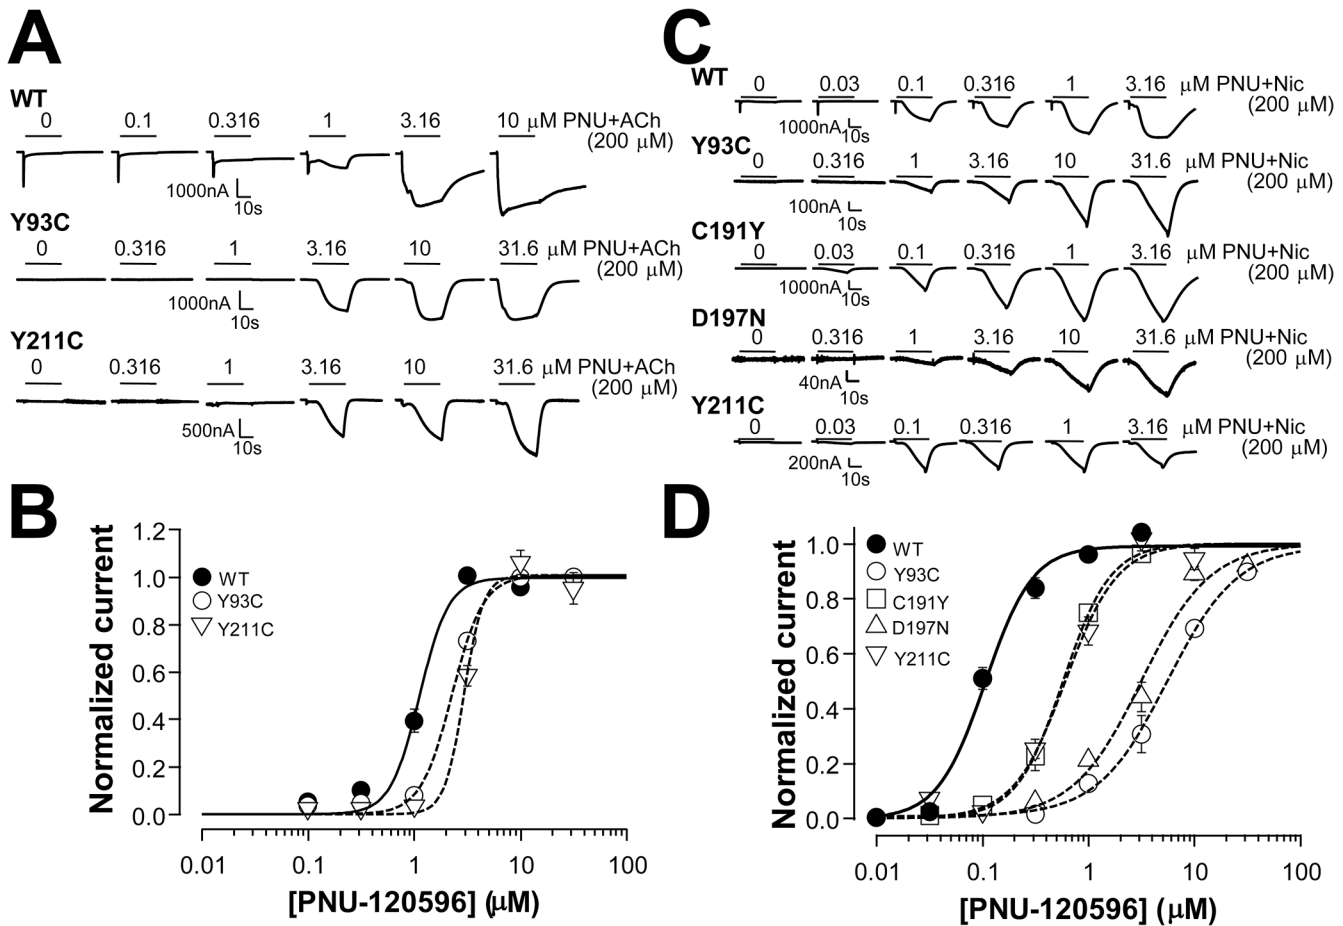 A
WT
0 0.1 0.316 1 3.16 10 μM PNU+ACh
(200 μM)
1000nA
10s
Y93C
0 0.316 1 3.16 10 31.6 μM PNU+ACh
(200 μM)
1000nA
10s
Y211C
0 0.316 1 3.16 10 31.6 μM PNU+ACh
(200 μM)
500nA
10s
B
Normalized current
1.2
1.0
0.8
0.6
0.4
0.2
0.0
WT
Y93C
Y211C
0.01 0.1 1 10 100
[PNU-120596] (μM)
C
WT
0 0.03 0.1 0.316 1 3.16 μM PNU+Nic
(200 μM)
1000nA
10s
Y93C
0 0.316 1 3.16 10 31.6 μM PNU+Nic
(200 μM)
100nA
10s
C191Y
0 0.03 0.1 0.316 1 3.16 μM PNU+Nic
(200 μM)
1000nA
10s
D197N
0 0.316 1 3.16 10 31.6 μM PNU+Nic
(200 μM)
40nA
10s
Y211C
0 0.03 0.1 0.316 1 3.16 μM PNU+Nic
(200 μM)
200nA
10s
D
Normalized current
1.0
0.8
0.6
0.4
0.2
0.0
WT
Y93C
C191Y
D197N
Y211C
0.01 0.1 1 10 100
[PNU-120596] (μM)